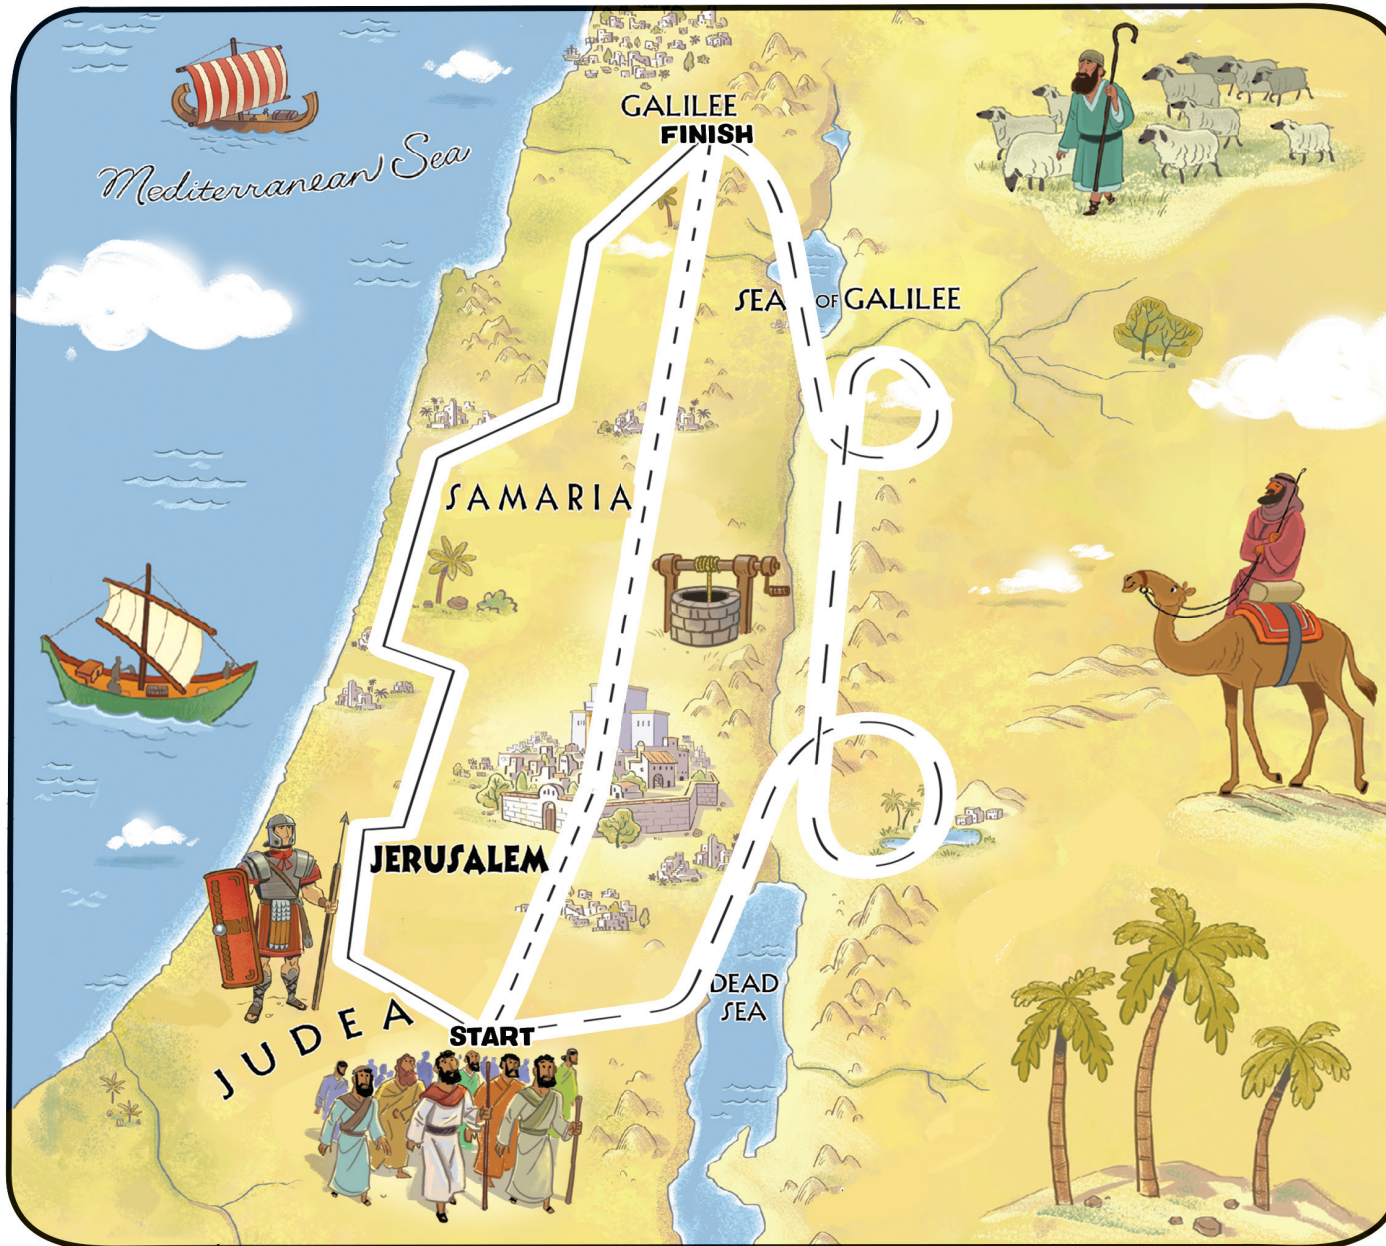 GALILEE
FINISH
Mediterranean Sea
SEA OF GALILEE
SAMARIA
JERUSALEM
DEAD
SEA
JUDEA
START